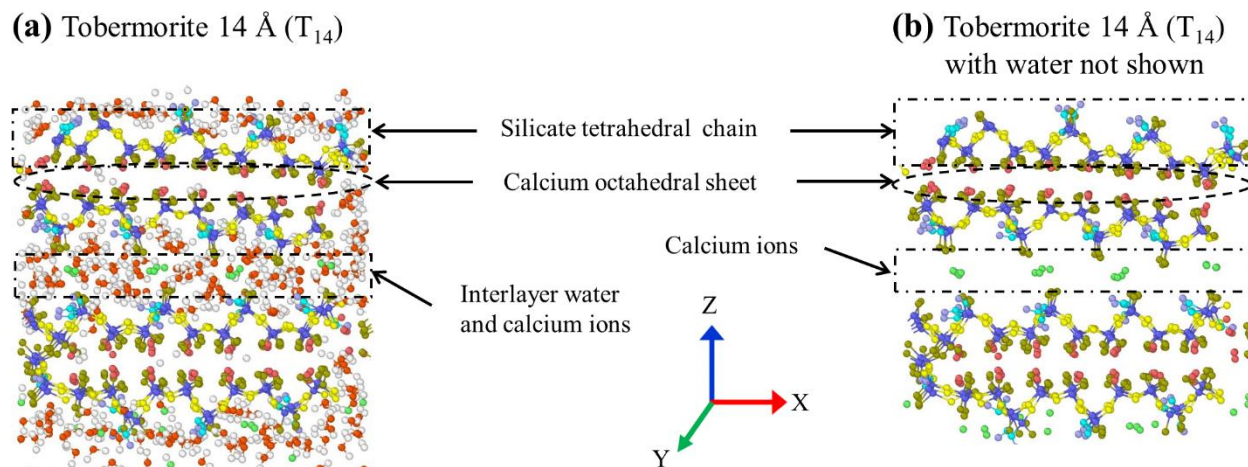 (a) Tobermorite 14 Å (T14)
(b) Tobermorite 14 Å (T14)
with water not shown
Silicate tetrahedral chain
Calcium octahedral sheet
Calcium ions
Interlayer water
and calcium ions
Z
X
Y